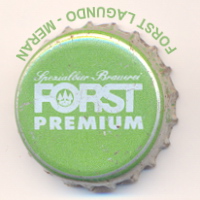 FORST LAGUNDO - MERAN
Spezialbier Brauerei
FORST
PREMIUM